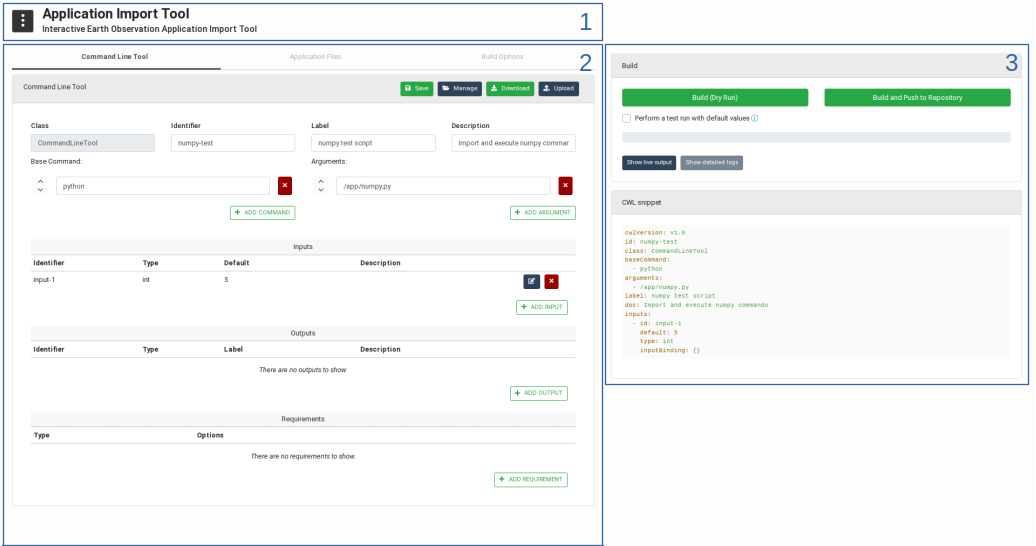 Application Import Tool
Interactive Earth Observation Application Import Tool
1
Command Line Tool
Application Files
Build Options
2
Command Line Tool
Save
Manage
Download
Upload
Class
Identifier
Label
Description
CommandLineTool
numpy-test
numpy test script
Import and execute numpy commar
Base Command:
Arguments:
python
×
/app/numpy.py
×
+ ADD COMMAND
+ ADD ARGUMENT
Inputs
Identifier Type Default Description
input-1 int 5
×
+ ADD INPUT
Outputs
Identifier Type Label Description
There are no outputs to show.
+ ADD OUTPUT
Requirements
Type Options
There are no requirements to show.
+ ADD REQUIREMENT
3
Build
Build (Dry Run)
Build and Push to Repository
Perform a test run with default values
Show live output
Show detailed logs
CWL snippet
cwlVersion: v1.0
id: numpy-test
class: CommandLineTool
baseCommand:
- python
arguments:
- /app/numpy.py
label: numpy test script
doc: Import and execute numpy commands
inputs:
- id: input-1
default: 5
type: int
inputBinding: {}